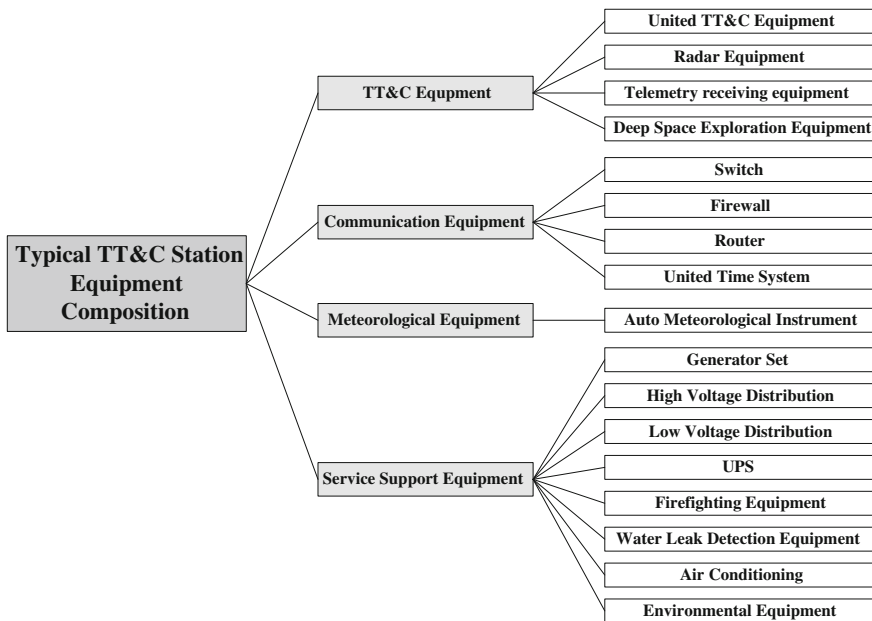 Typical TT&C Station
Equipment
Composition
TT&C Equpment
United TT&C Equipment
Radar Equipment
Telemetry receiving equipment
Deep Space Exploration Equipment
Communication Equipment
Switch
Firewall
Router
United Time System
Meteorological Equipment
Auto Meteorological Instrument
Service Support Equipment
Generator Set
High Voltage Distribution
Low Voltage Distribution
UPS
Firefighting Equipment
Water Leak Detection Equipment
Air Conditioning
Environmental Equipment